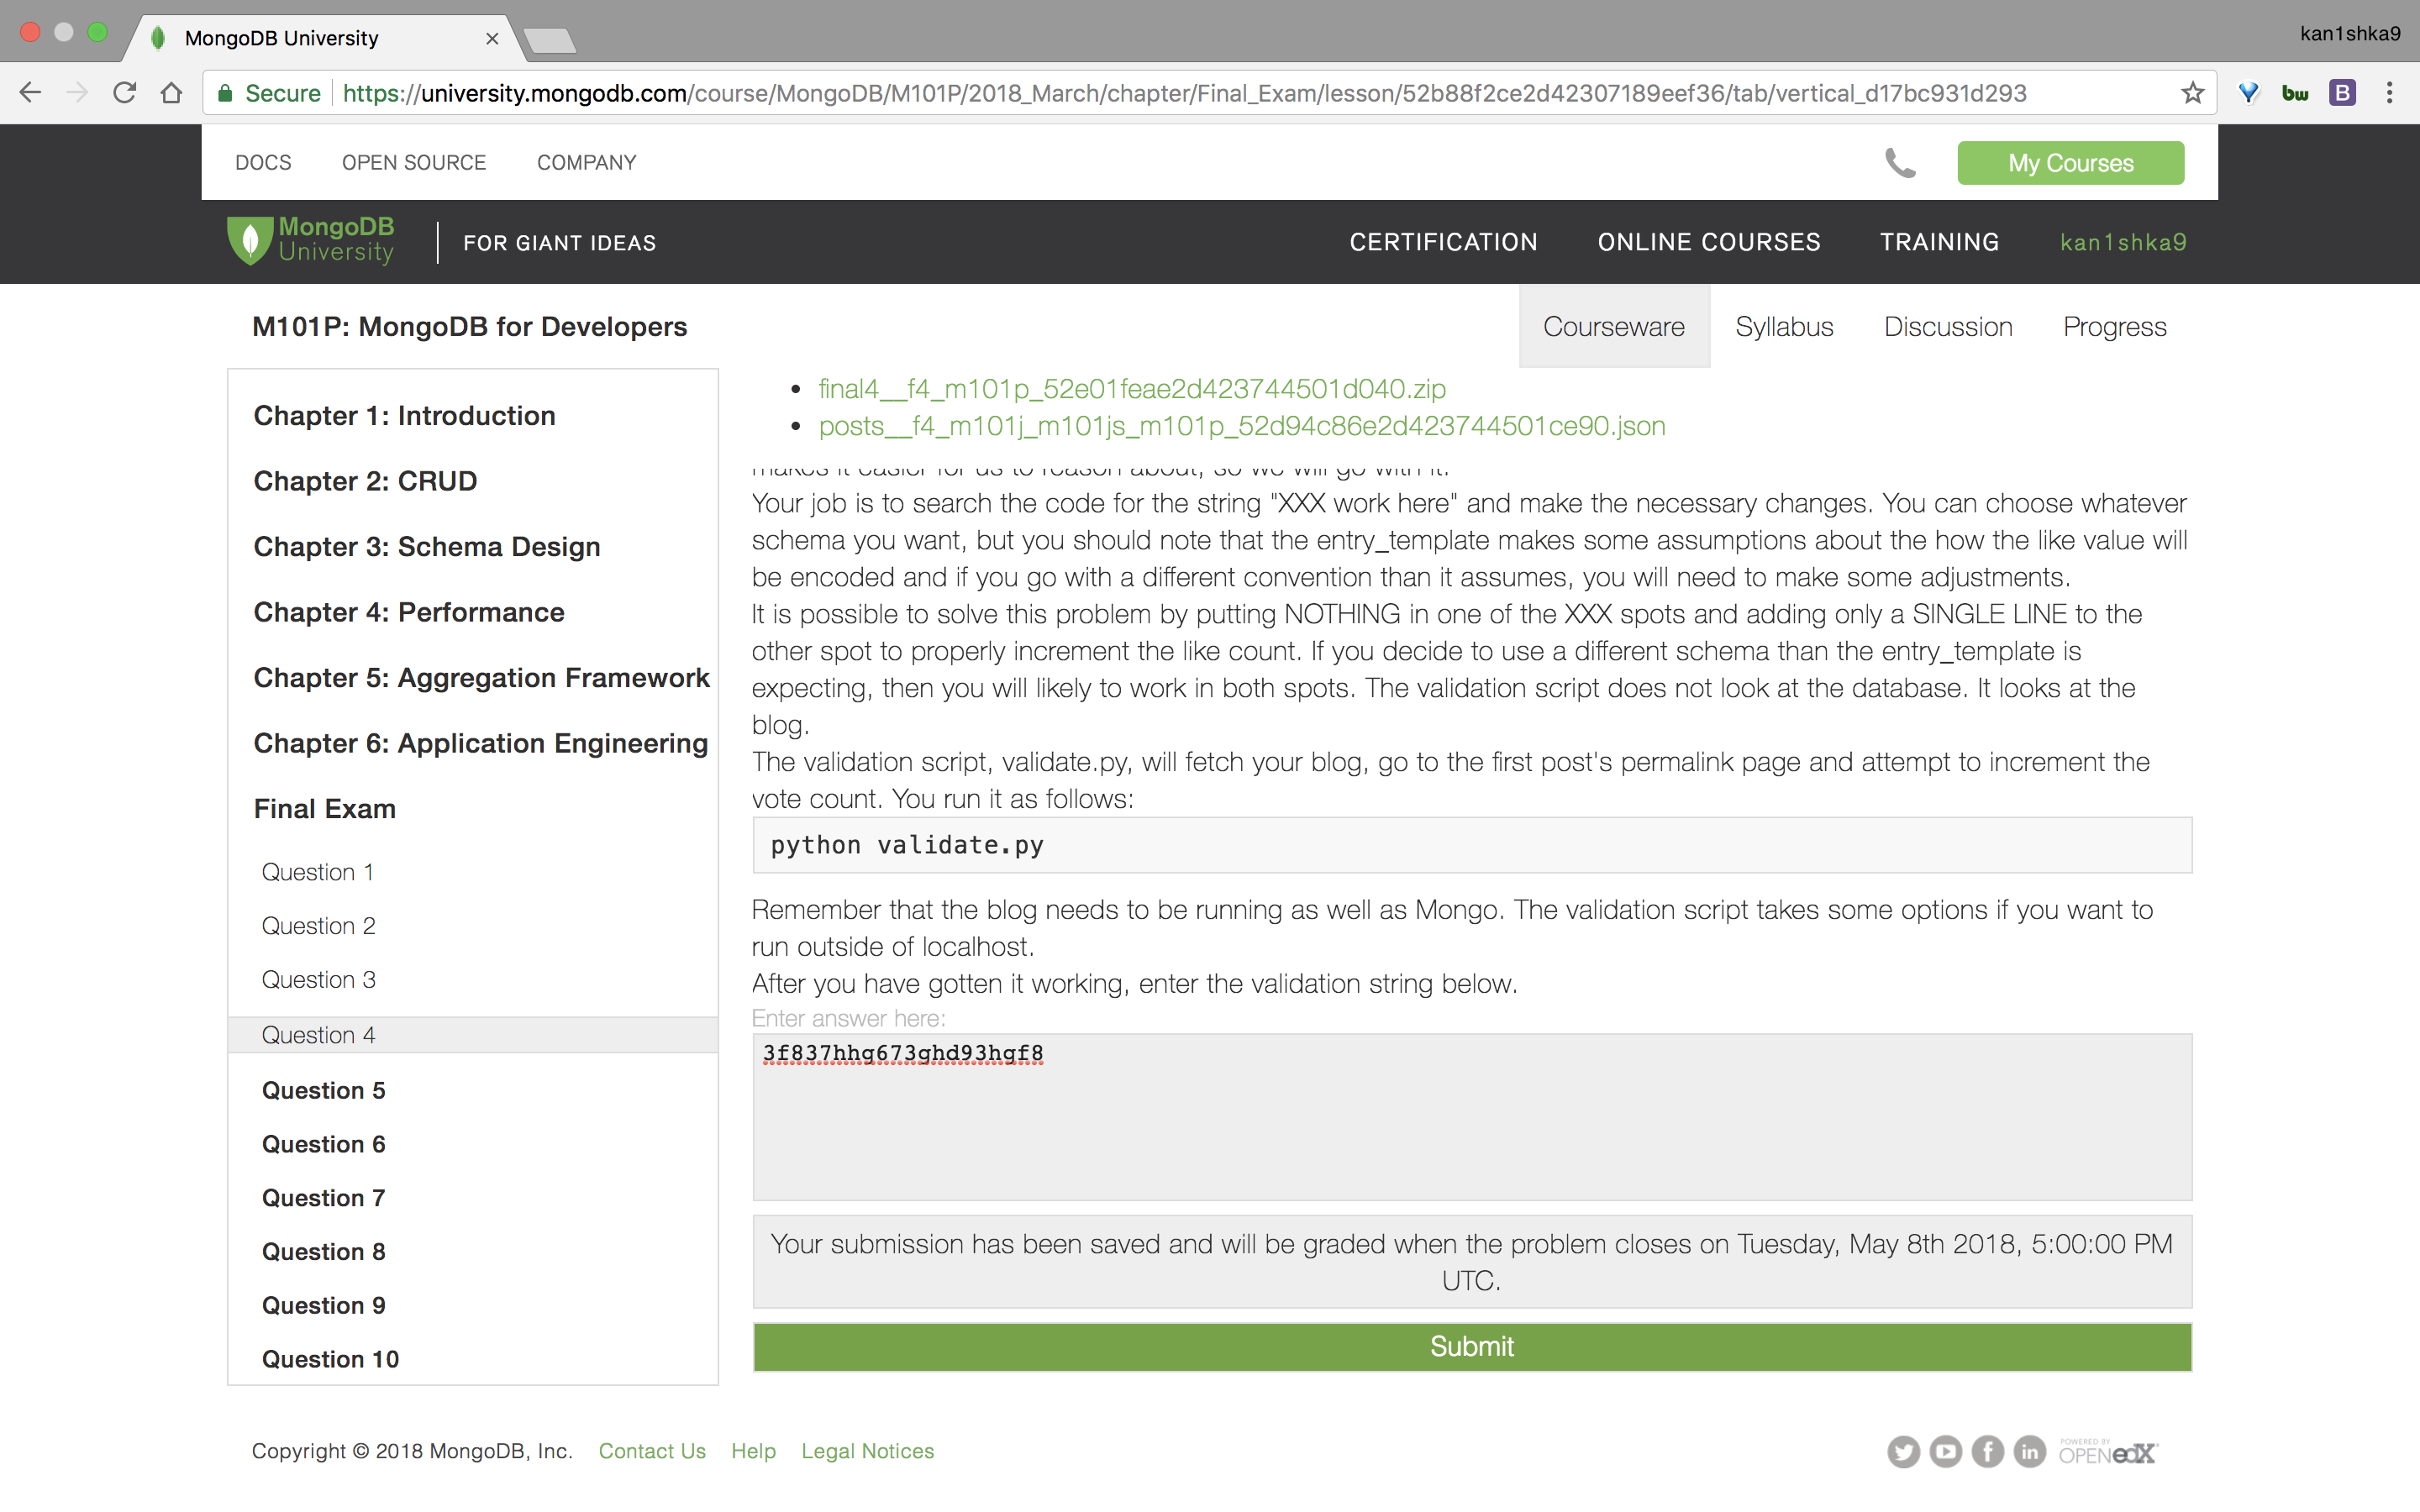 MongoDB University
kan1shka9
Secure https://university.mongodb.com/course/MongoDB/M101P/2018_March/chapter/Final_Exam/lesson/52b88f2ce2d42307189eef36/tab/vertical_d17bc931d293
bw
B
DOCS OPEN SOURCE COMPANY
My Courses
MongoDB
University
FOR GIANT IDEAS
CERTIFICATION ONLINE COURSES TRAINING kan1shka9
M101P: MongoDB for Developers
Courseware Syllabus Discussion Progress
Chapter 1: Introduction
Chapter 2: CRUD
Chapter 3: Schema Design
Chapter 4: Performance
Chapter 5: Aggregation Framework
Chapter 6: Application Engineering
Final Exam
Question 1
Question 2
Question 3
Question 4
Question 5
Question 6
Question 7
Question 8
Question 9
Question 10
final4__f4_m101p_52e01feae2d423744501d040.zip
posts__f4_m101j_m101js_m101p_52d94c86e2d423744501ce90.json
makes it easier for us to reason about, so we will go with it.
Your job is to search the code for the string "XXX work here" and make the necessary changes. You can choose whatever
schema you want, but you should note that the entry_template makes some assumptions about the how the like value will
be encoded and if you go with a different convention than it assumes, you will need to make some adjustments.
It is possible to solve this problem by putting NOTHING in one of the XXX spots and adding only a SINGLE LINE to the
other spot to properly increment the like count. If you decide to use a different schema than the entry_template is
expecting, then you will likely to work in both spots. The validation script does not look at the database. It looks at the
blog.
The validation script, validate.py, will fetch your blog, go to the first post's permalink page and attempt to increment the
vote count. You run it as follows:
python validate.py
Remember that the blog needs to be running as well as Mongo. The validation script takes some options if you want to
run outside of localhost.
After you have gotten it working, enter the validation string below.
Enter answer here:
3f837hhg673ghd93hgf8
Your submission has been saved and will be graded when the problem closes on Tuesday, May 8th 2018, 5:00:00 PM
UTC.
Submit
Copyright © 2018 MongoDB, Inc. Contact Us Help Legal Notices
POWERED BY
OPEN edX